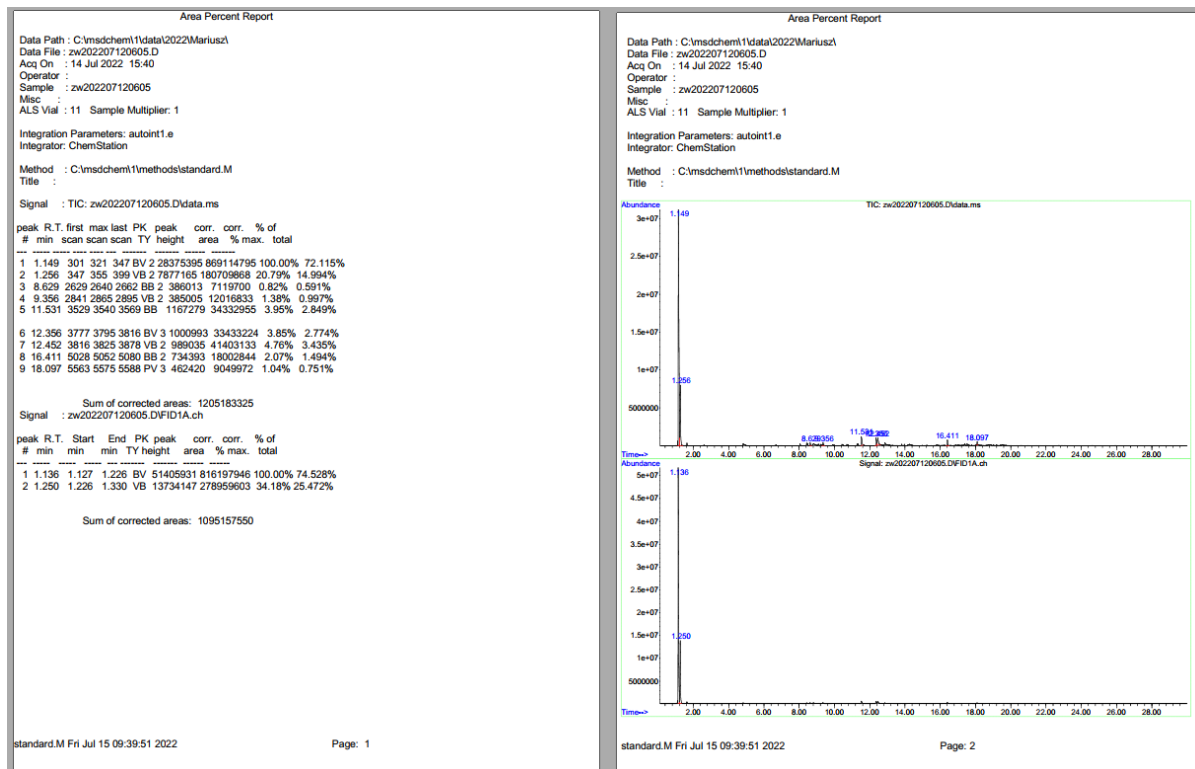 Area Percent Report
Data Path : C:\msdchem\1\data\2022\Mariusz\
Data File : zw202207120605.D
Acq On : 14 Jul 2022 15:40
Operator :
Sample : zw202207120605
Misc :
ALS Vial : 11 Sample Multiplier: 1
Integration Parameters: autoint1.e
Integrator: ChemStation
Method : C:\msdchem\1\methods\standard.M
Title :
Signal : TIC: zw202207120605.D\data.ms
peak R.T. first max last PK peak corr. corr. % of
# min scan scan scan TY height area % max. total
--- ----- ----- ---- ---- --- ------- ------- ------ -------
1 1.149 301 321 347 BV 2 28375395 869114795 100.00% 72.115%
2 1.256 347 355 399 VB 2 7877165 180709868 20.79% 14.994%
3 8.629 2629 2640 2662 BB 2 386013 7119700 0.82% 0.591%
4 9.356 2841 2865 2895 VB 2 385005 12016833 1.38% 0.997%
5 11.531 3529 3540 3569 BB 1167279 34332955 3.95% 2.849%
6 12.356 3777 3795 3816 BV 3 1000993 33433224 3.85% 2.774%
7 12.452 3816 3825 3878 VB 2 989035 41403133 4.76% 3.435%
8 16.411 5028 5052 5080 BB 2 734393 18002844 2.07% 1.494%
9 18.097 5563 5575 5588 PV 3 462420 9049972 1.04% 0.751%
Sum of corrected areas: 1205183325
Signal : zw202207120605.D\FID1A.ch
peak R.T. Start End PK peak corr. corr. % of
# min min min TY height area % max. total
--- ----- ----- ----- --- ------- ------- ------ -------
1 1.136 1.127 1.226 BV 51405931 816197946 100.00% 74.528%
2 1.250 1.226 1.330 VB 13734147 278959603 34.18% 25.472%
Sum of corrected areas: 1095157550
standard.M Fri Jul 15 09:39:51 2022 Page: 1
Area Percent Report
Data Path : C:\msdchem\1\data\2022\Mariusz\
Data File : zw202207120605.D
Acq On : 14 Jul 2022 15:40
Operator :
Sample : zw202207120605
Misc :
ALS Vial : 11 Sample Multiplier: 1
Integration Parameters: autoint1.e
Integrator: ChemStation
Method : C:\msdchem\1\methods\standard.M
Title :
Abundance TIC: zw202207120605.D\data.ms
3e+07 1.149
2.5e+07
2e+07
1.5e+07
1e+07
1.256
5000000
8.629 9.356 11.531 12.452 16.411 18.097
Time--> 2.00 4.00 6.00 8.00 10.00 12.00 14.00 16.00 18.00 20.00 22.00 24.00 26.00 28.00
Abundance Signal: zw202207120605.D\FID1A.ch
5e+07 1.136
4.5e+07
4e+07
3.5e+07
3e+07
2.5e+07
2e+07
1.5e+07 1.250
1e+07
5000000
Time--> 2.00 4.00 6.00 8.00 10.00 12.00 14.00 16.00 18.00 20.00 22.00 24.00 26.00 28.00
standard.M Fri Jul 15 09:39:51 2022 Page: 2